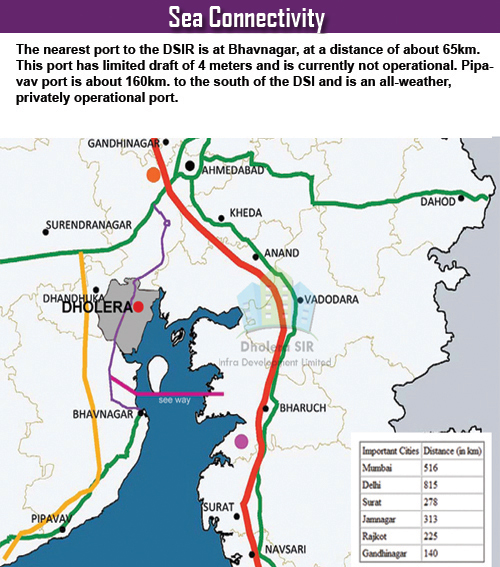 Sea Connectivity
The nearest port to the DSIR is at Bhavnagar, at a distance of about 65km.
This port has limited draft of 4 meters and is currently not operational. Pipa-
vav port is about 160km. to the south of the DSI and is an all-weather,
privately operational port.
GANDHINAGAR
AHMEDABAD
DAHOD
KHEDA
SURENDRANAGAR
ANAND
DHANDHUKA
DHOLERA
VADODARA
Dholera SIR
Infra Development Limited
see way
BHAVNAGAR
BHARUCH
SURAT
PIPAVAV
NAVSARI
Important Cities Distance (in km)
Mumbai 516
Delhi 815
Surat 278
Jamnagar 313
Rajkot 225
Gandhinagar 140